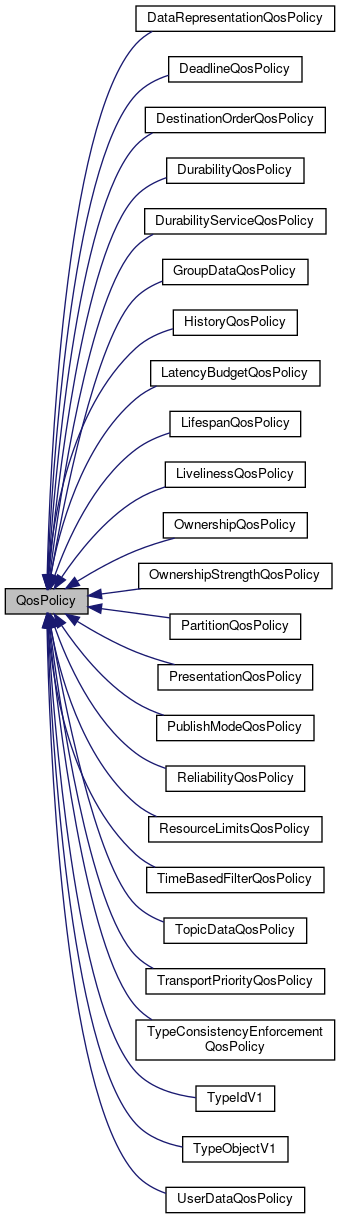 DataRepresentationQosPolicy
DeadlineQosPolicy
DestinationOrderQosPolicy
DurabilityQosPolicy
DurabilityServiceQosPolicy
GroupDataQosPolicy
HistoryQosPolicy
LatencyBudgetQosPolicy
LifespanQosPolicy
LivelinessQosPolicy
OwnershipQosPolicy
OwnershipStrengthQosPolicy
QosPolicy
PartitionQosPolicy
PresentationQosPolicy
PublishModeQosPolicy
ReliabilityQosPolicy
ResourceLimitsQosPolicy
TimeBasedFilterQosPolicy
TopicDataQosPolicy
TransportPriorityQosPolicy
TypeConsistencyEnforcement
QosPolicy
TypeIdV1
TypeObjectV1
UserDataQosPolicy